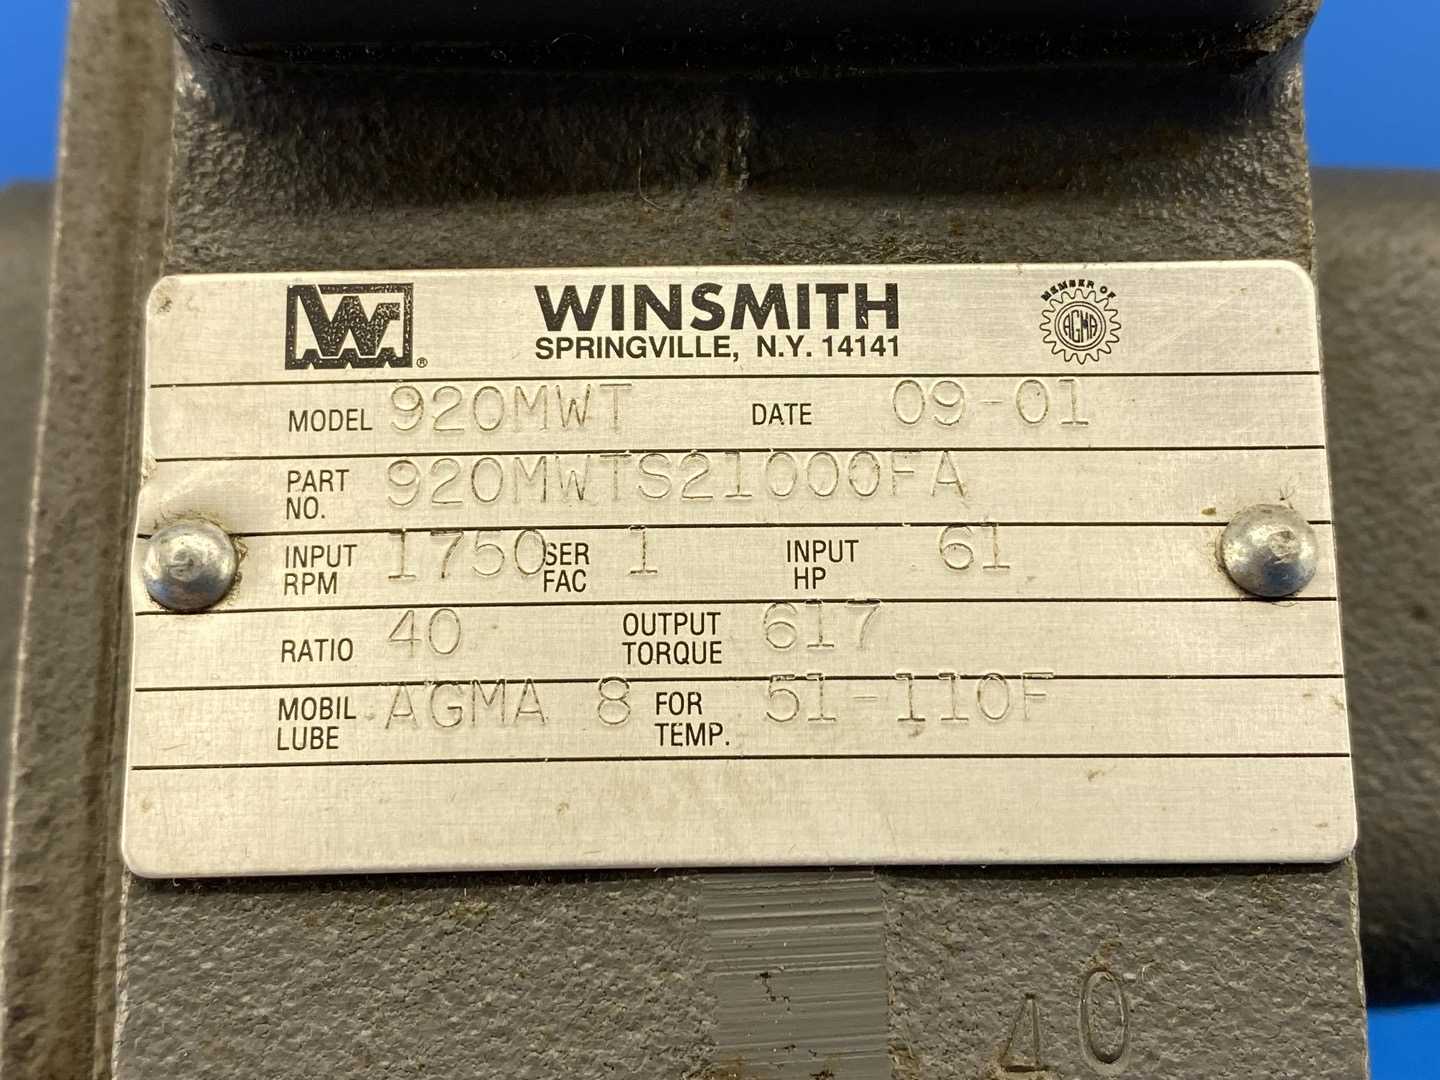 W ®
WINSMITH
SPRINGVILLE, N.Y. 14141
MEMBER OF
AGMA
MODEL 920MWT DATE 09-01
PART NO. 920MWTS21000FA
INPUT RPM 1750 SER FAC 1 INPUT HP 61
RATIO 40 OUTPUT TORQUE 617
MOBIL LUBE AGMA 8 FOR TEMP. 51-110F
40